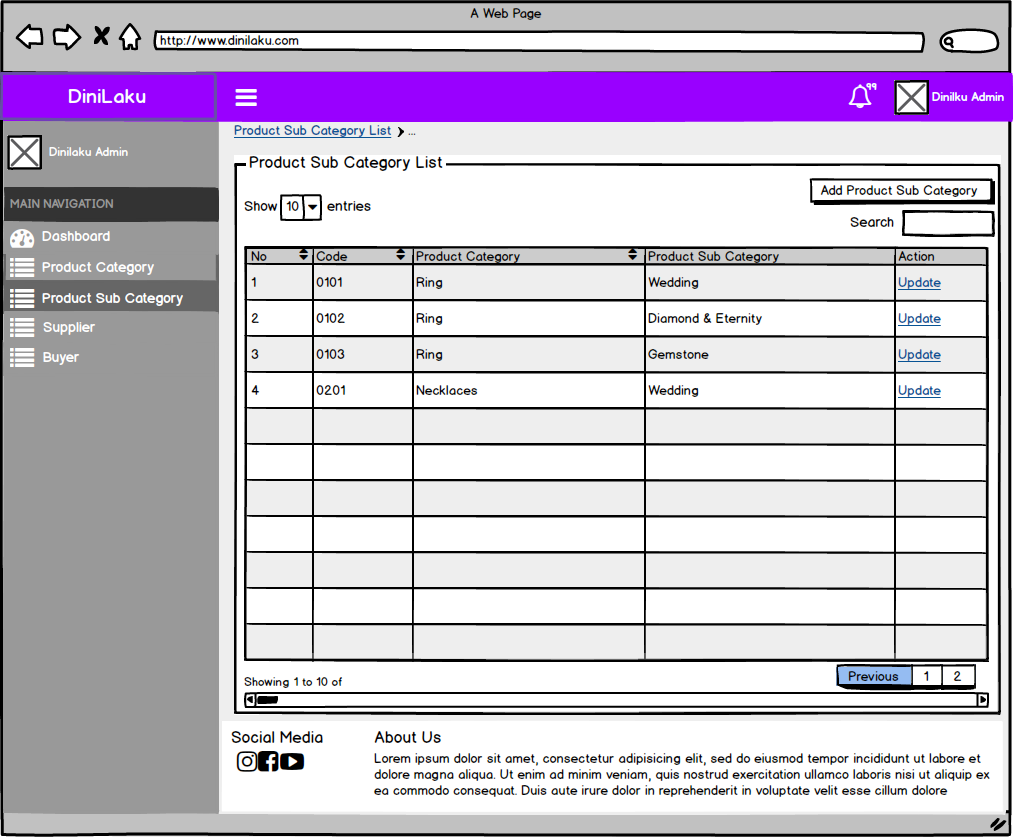 A Web Page
http://www.dinilaku.com
DiniLaku
99
Dinilku Admin
Product Sub Category List ...
Dinilaku Admin
MAIN NAVIGATION
Dashboard
Product Category
Product Sub Category
Supplier
Buyer
Product Sub Category List
Add Product Sub Category
Show 10 entries
Search
No Code Product Category Product Sub Category Action
1 0101 Ring Wedding Update
2 0102 Ring Diamond & Eternity Update
3 0103 Ring Gemstone Update
4 0201 Necklaces Wedding Update
Showing 1 to 10 of
Previous 1 2
Social Media
About Us
Lorem ipsum dolor sit amet, consectetur adipisicing elit, sed do eiusmod tempor incididunt ut labore et
dolore magna aliqua. Ut enim ad minim veniam, quis nostrud exercitation ullamco laboris nisi ut aliquip ex
ea commodo consequat. Duis aute irure dolor in reprehenderit in voluptate velit esse cillum dolore